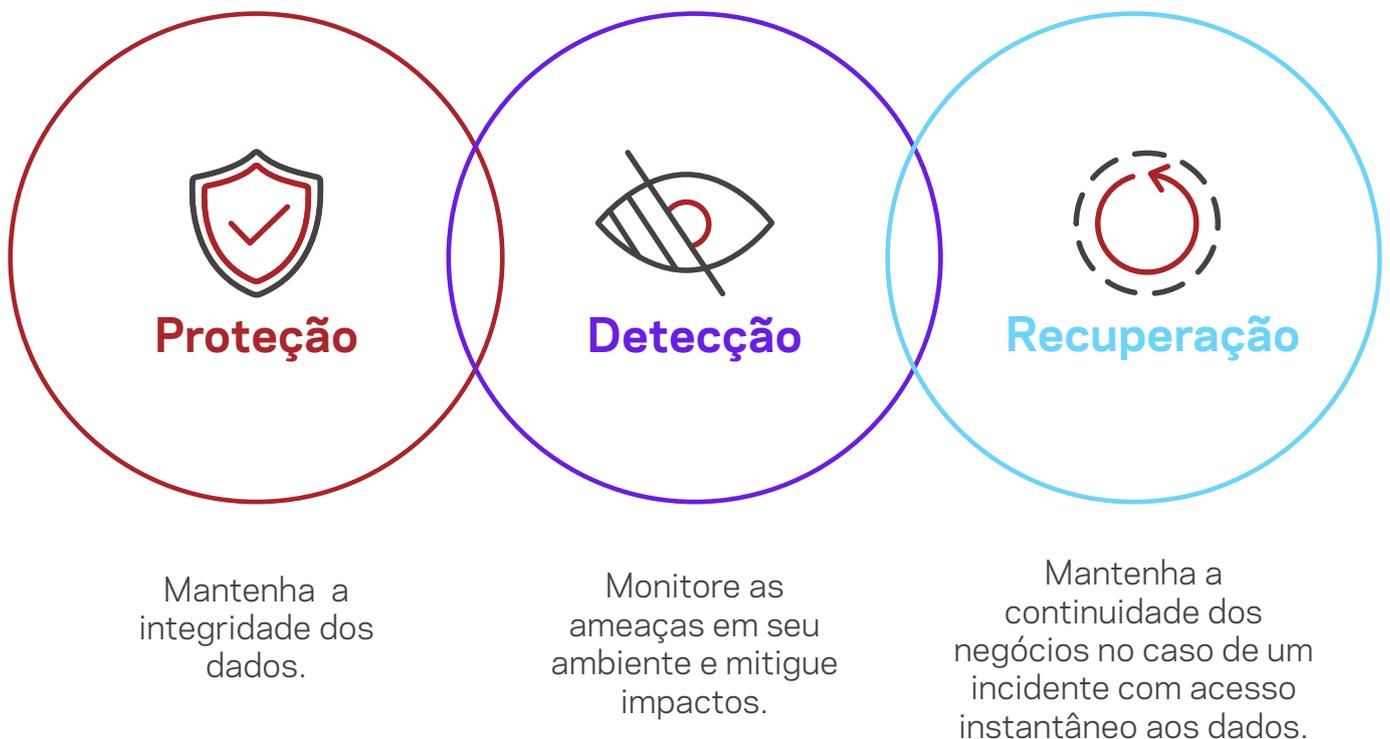 Proteção
Detecção
Recuperação
Mantenha  a
integridade dos
dados.
Monitore as
ameaças em seu
ambiente e mitigue
impactos.
Mantenha a
continuidade dos
negócios no caso de um
incidente com acesso
instantâneo aos dados.